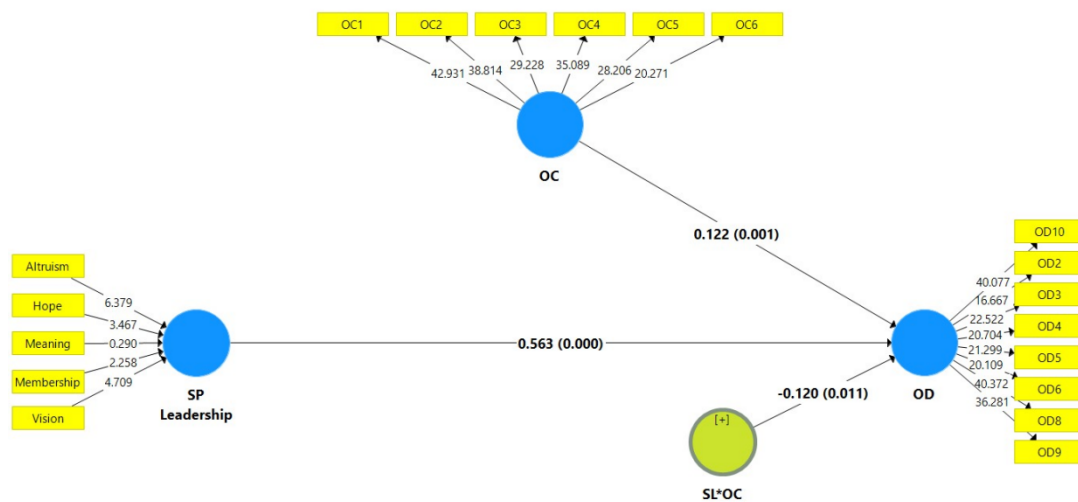 OC1
OC2
OC3
OC4
OC5
OC6
42.931
38.814
29.228
35.089
28.206
20.271
OC
0.122 (0.001)
Altruism
Hope
Meaning
Membership
Vision
6.379
3.467
0.290
2.258
4.709
SP
Leadership
0.563 (0.000)
-0.120 (0.011)
[+]
SL*OC
OD
40.077
16.667
22.522
20.704
21.299
20.109
40.372
36.281
OD10
OD2
OD3
OD4
OD5
OD6
OD8
OD9